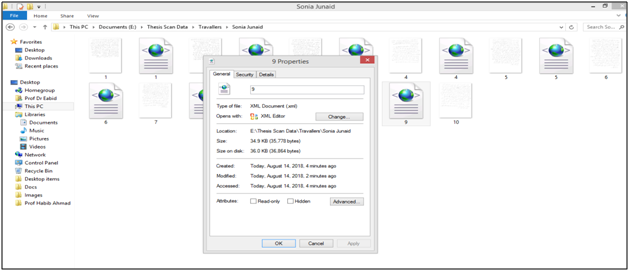 Sonia Junaid
File Home Share View
This PC ▸ Documents (E:) ▸ Thesis Scan Data ▸ Travallers ▸ Sonia Junaid
Search So...
Favorites
Desktop
Downloads
Recent places
Desktop
Homegroup
Prof Dr Eabid
This PC
Libraries
Documents
Music
Pictures
Videos
Network
Control Panel
Recycle Bin
Desktop items
Docs
Images
Prof Habib Ahmad
1 1 4 4 5 5 6
6 7 9 10
9 Properties
General Security Details
9
Type of file: XML Document (.xml)
Opens with: XML Editor Change...
Location: E:\Thesis Scan Data\Travallers\Sonia Junaid
Size: 34.9 KB (35,778 bytes)
Size on disk: 36.0 KB (36,864 bytes)
Created: Today, August 14, 2018, 4 minutes ago
Modified: Today, August 14, 2018, 2 minutes ago
Accessed: Today, August 14, 2018, 4 minutes ago
Attributes: Read-only Hidden Advanced...
OK Cancel Apply